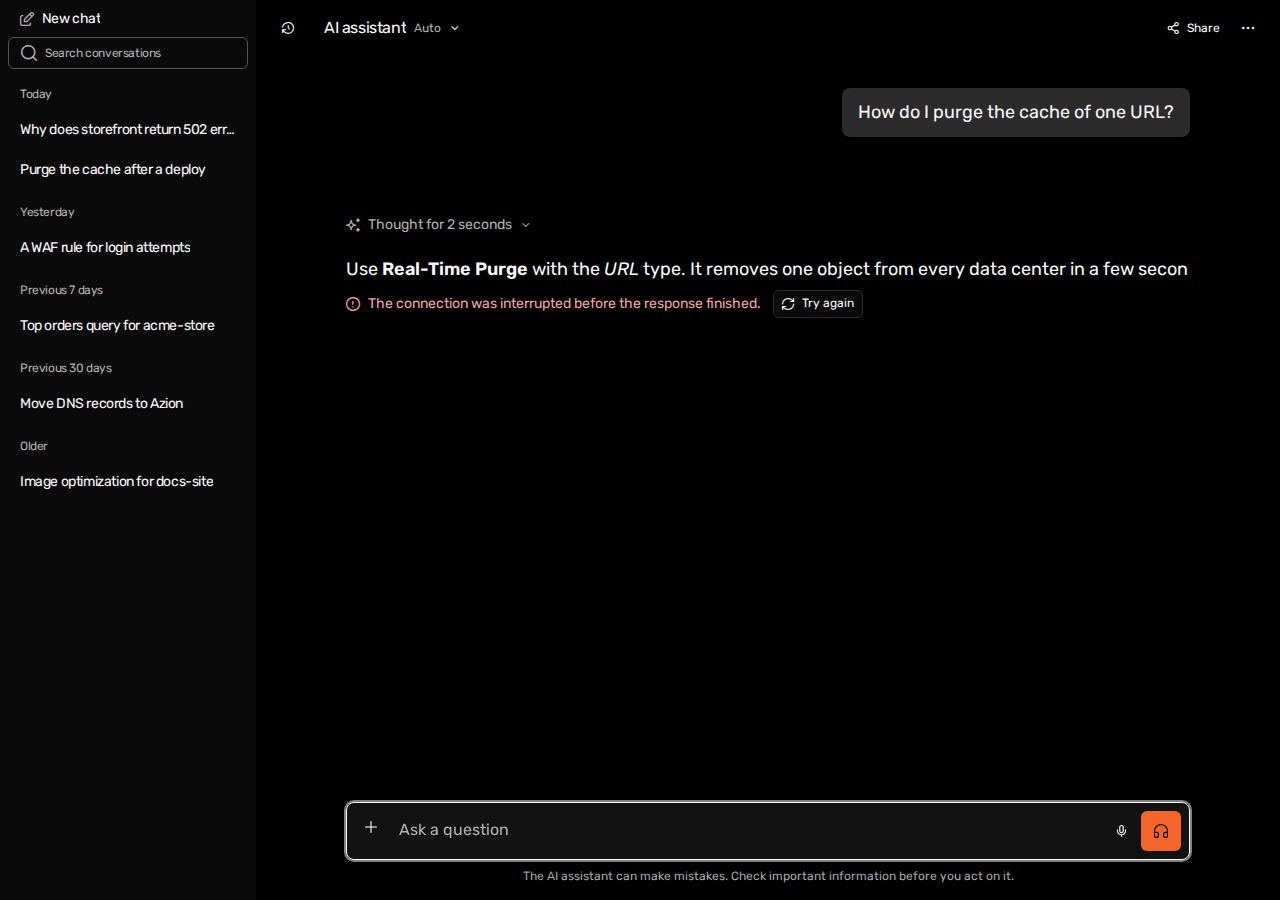 New chat
Search conversations
Today
Why does storefront return 502 err...
Purge the cache after a deploy
Yesterday
A WAF rule for login attempts
Previous 7 days
Top orders query for acme-store
Previous 30 days
Move DNS records to Azion
Older
Image optimization for docs-site
AI assistant Auto
Share
How do I purge the cache of one URL?
Thought for 2 seconds
Use Real-Time Purge with the URL type. It removes one object from every data center in a few secon
The connection was interrupted before the response finished.
Try again
Ask a question
The AI assistant can make mistakes. Check important information before you act on it.